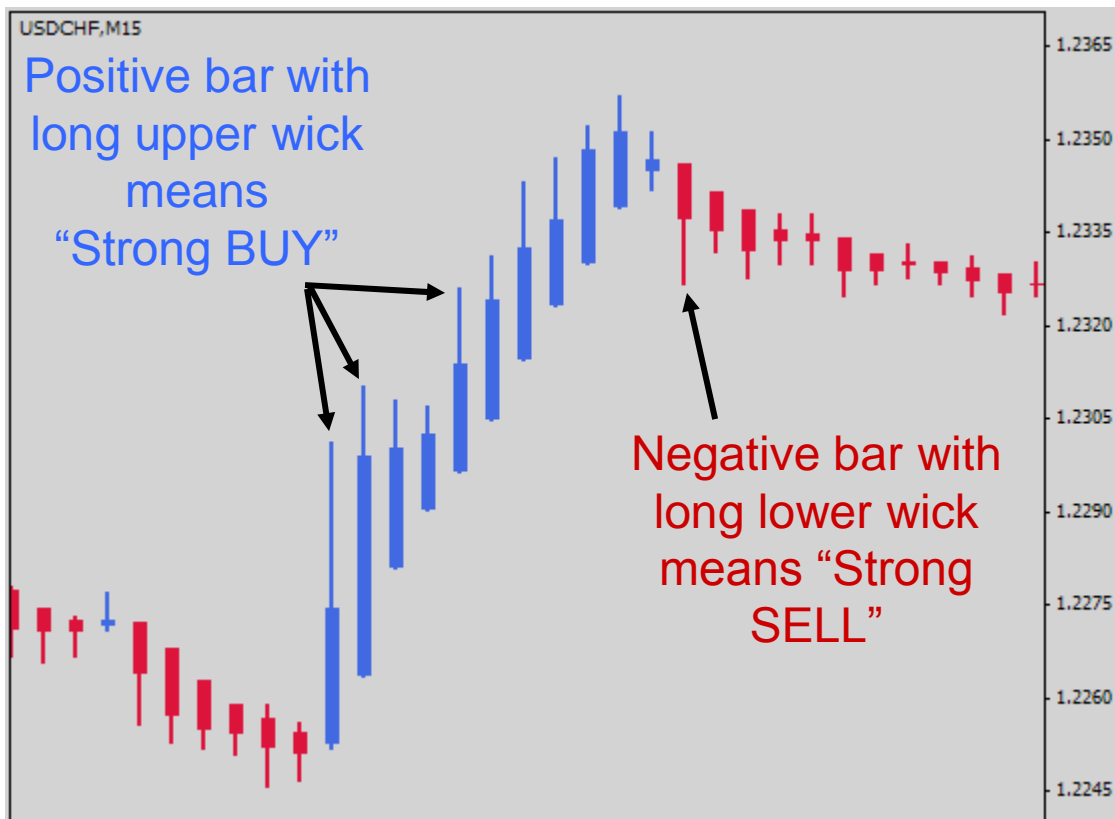 USDCHF,M15
Positive bar with
long upper wick
means
“Strong BUY”
Negative bar with
long lower wick
means “Strong
SELL”
1.2365
1.2350
1.2335
1.2320
1.2305
1.2290
1.2275
1.2260
1.2245